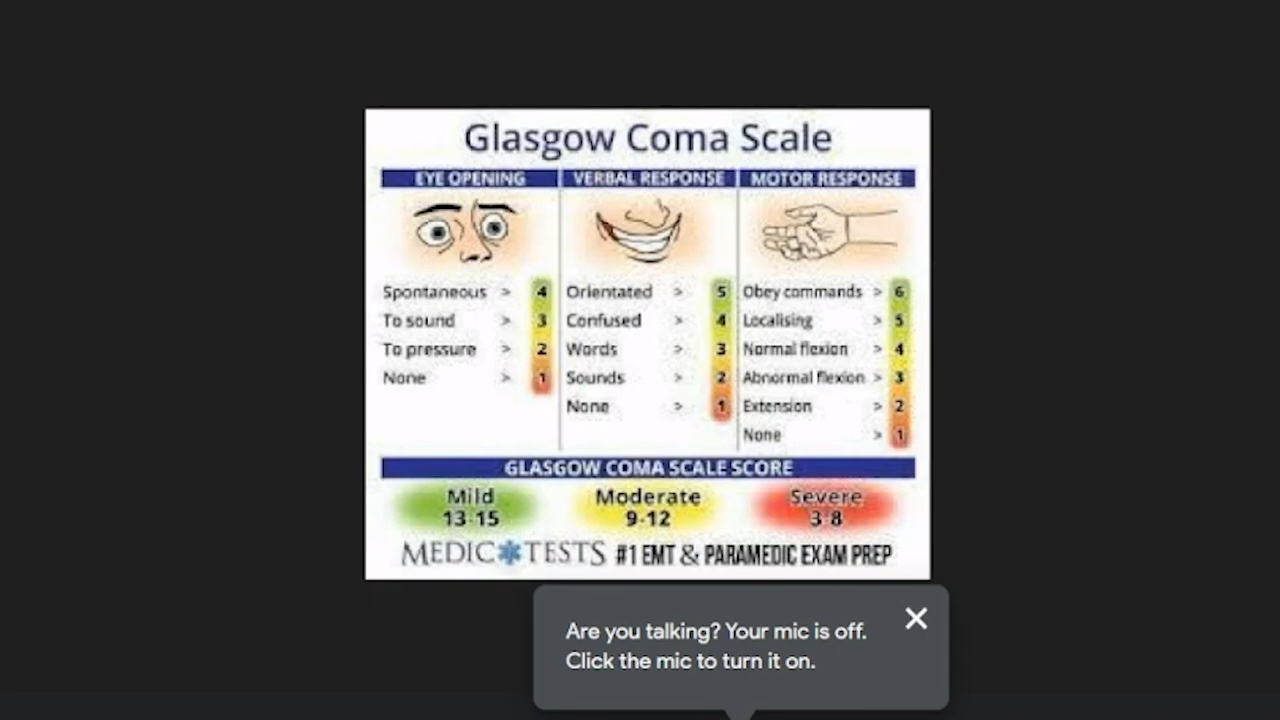 Glasgow Coma Scale
EYE OPENING
Spontaneous > 4
To sound > 3
To pressure > 2
None > 1
VERBAL RESPONSE
Orientated > 5
Confused > 4
Words > 3
Sounds > 2
None > 1
MOTOR RESPONSE
Obey commands > 6
Localising > 5
Normal flexion > 4
Abnormal flexion > 3
Extension > 2
None > 1
GLASGOW COMA SCALE SCORE
Mild
13-15
Moderate
9-12
Severe
3-8
MEDIC TESTS #1 EMT & PARAMEDIC EXAM PREP
Are you talking? Your mic is off.
Click the mic to turn it on.